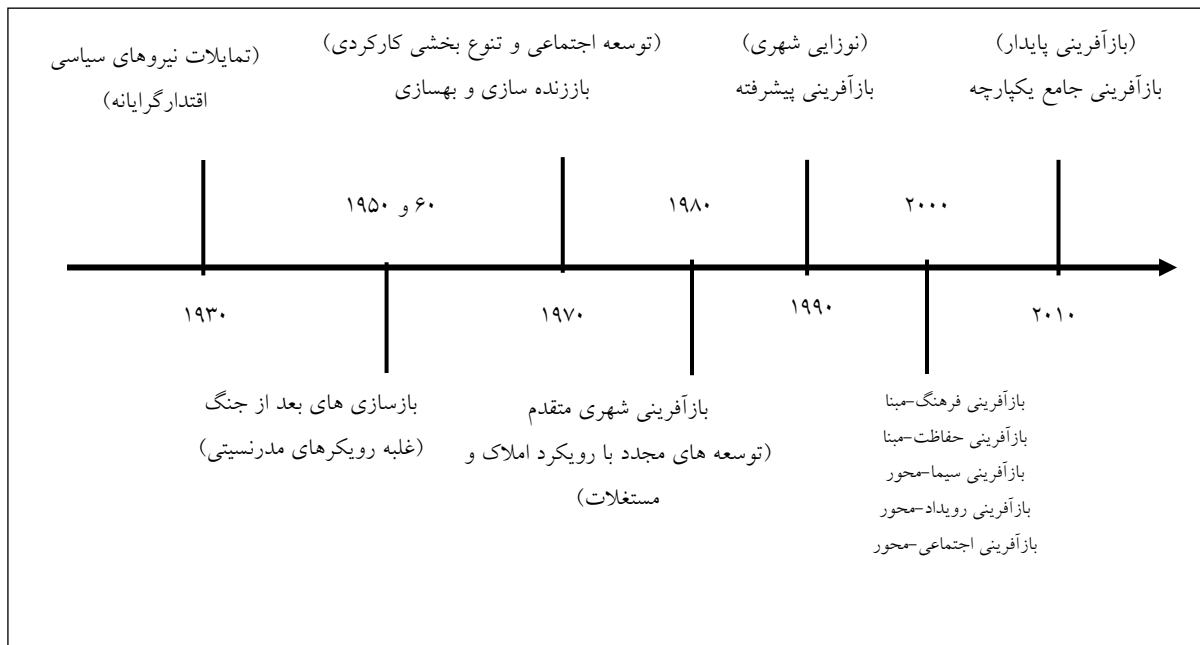 (تمایلات نیروهای سیاسی
اقتدارگرایانه)
(توسعه اجتماعی و تنوع بخشی کارکردی)
باززنده سازی و بهسازی
(نوزایی شهری)
بازآفرینی پیشرفته
(بازآفرینی پایدار)
بازآفرینی جامع یکپارچه
۱۹۵۰ و ۶۰
۱۹۸۰
۲۰۰۰
۱۹۳۰
۱۹۷۰
۱۹۹۰
۲۰۱۰
بازسازی های بعد از جنگ
(غلبه رویکرهای مدرنسیتی)
بازآفرینی شهری متقدم
(توسعه های مجدد با رویکرد املاک و
مستغلات)
بازآفرینی فرهنگ-مبنا
بازآفرینی حفاظت-مبنا
بازآفرینی سیما-محور
بازآفرینی رویداد-محور
بازآفرینی اجتماعی-محور